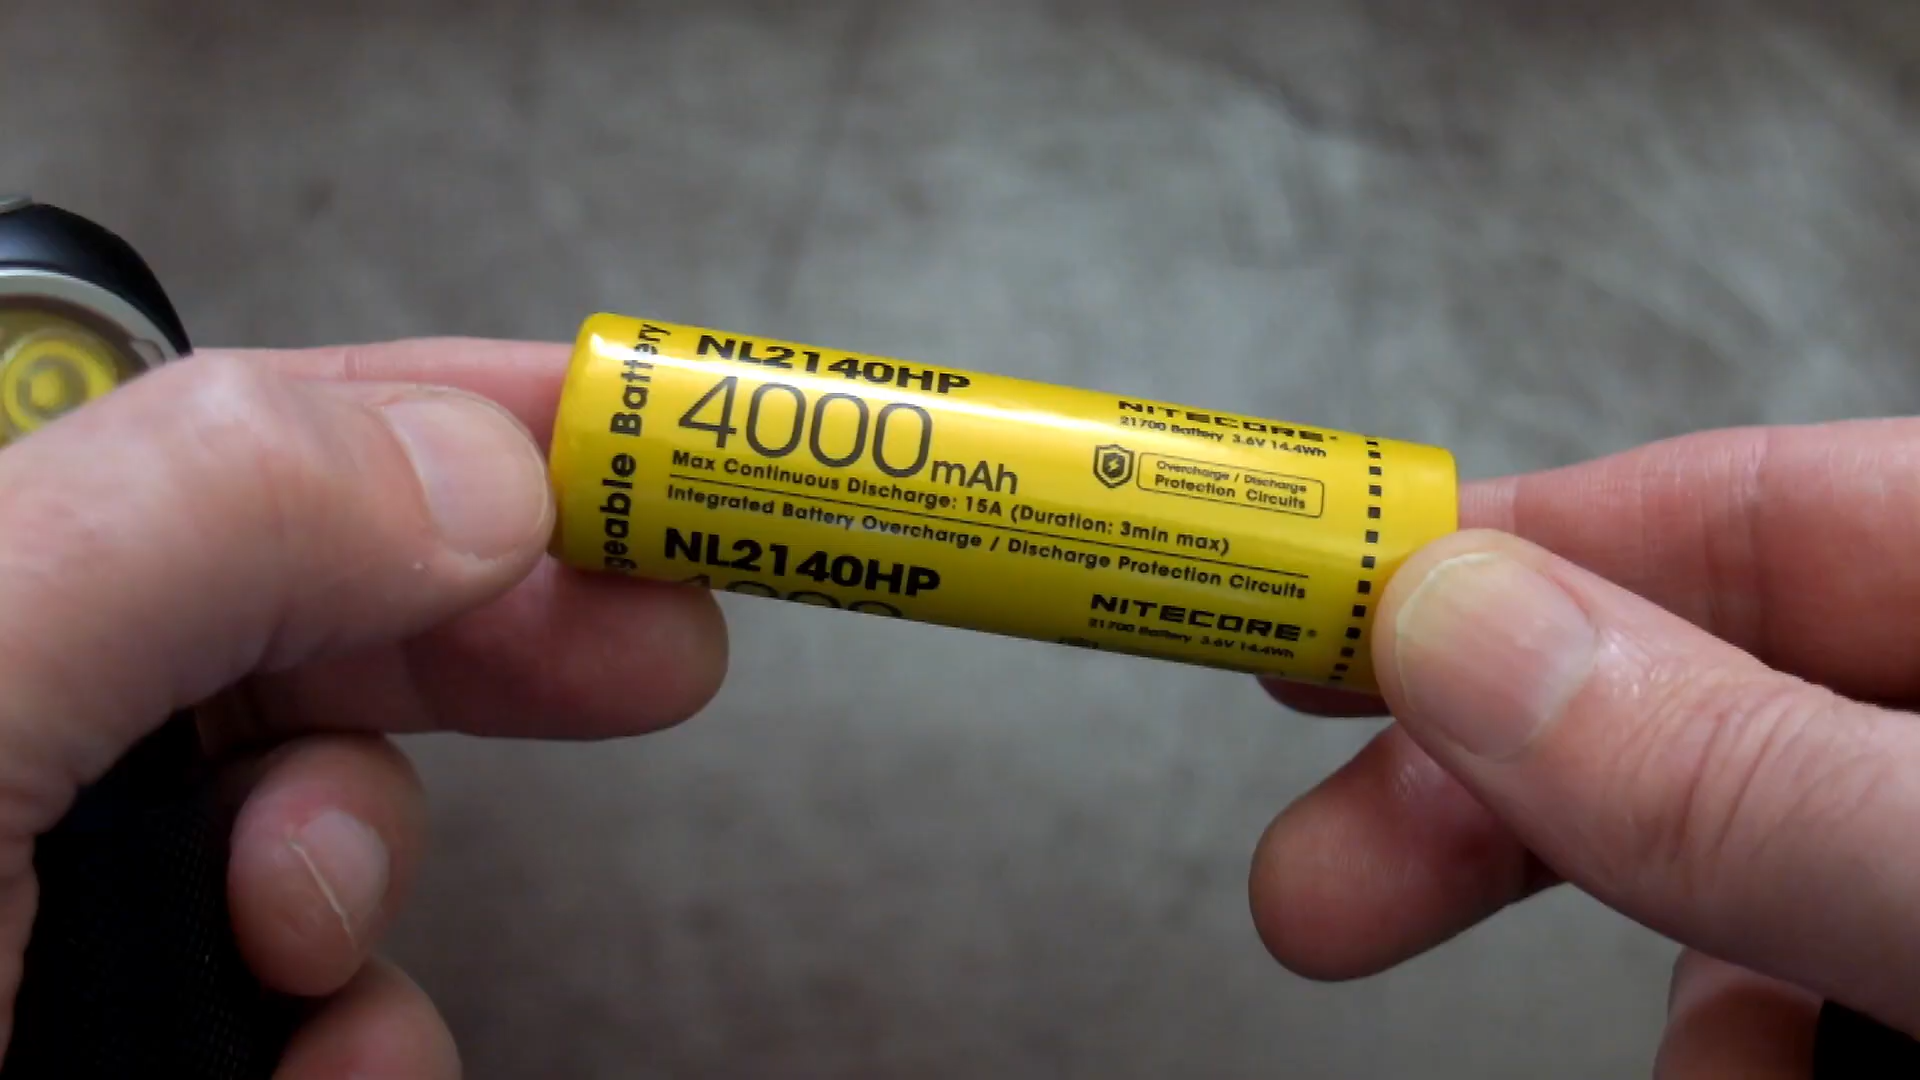 geable Battery
NL2140HP
4000mAh
Max Continuous Discharge: 15A (Duration: 3min max)
Integrated Battery Overcharge / Discharge Protection Circuits
NITECORE®
21700 Battery 3.6V 14.4Wh
Overcharge / Discharge
Protection Circuits
NL2140HP
4000
NITECORE®
21700 Battery 3.6V 14.4Wh